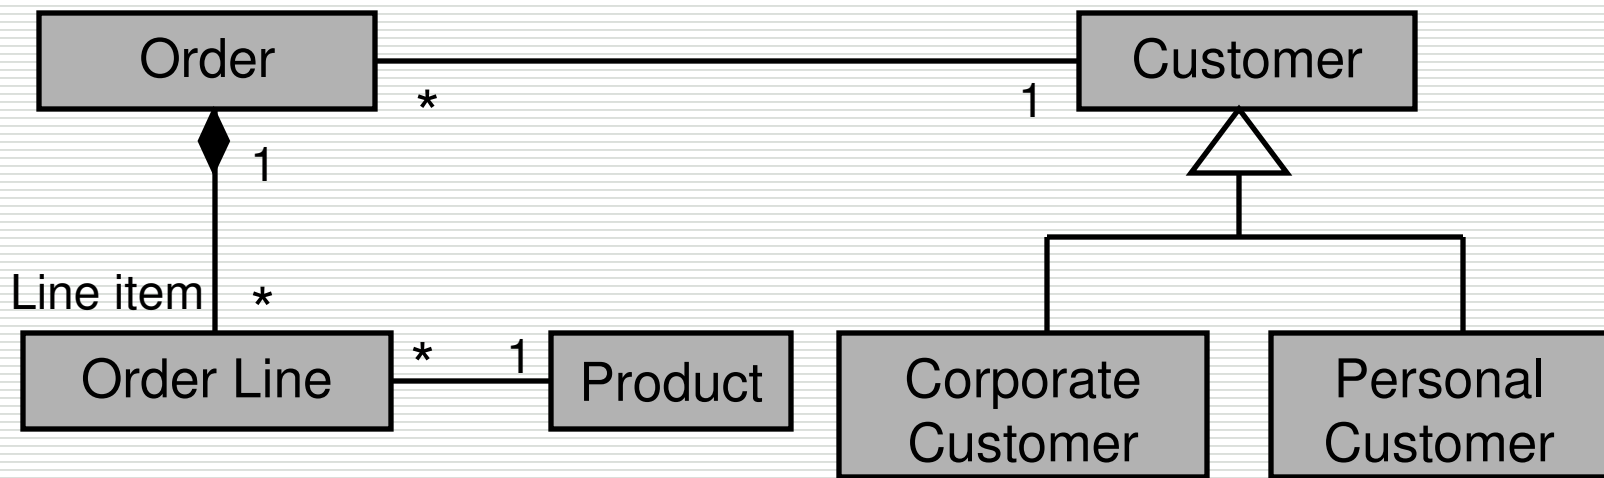 Order
Customer
*
1
1
Line item
*
Order Line
*
1
Product
Corporate
Customer
Personal
Customer